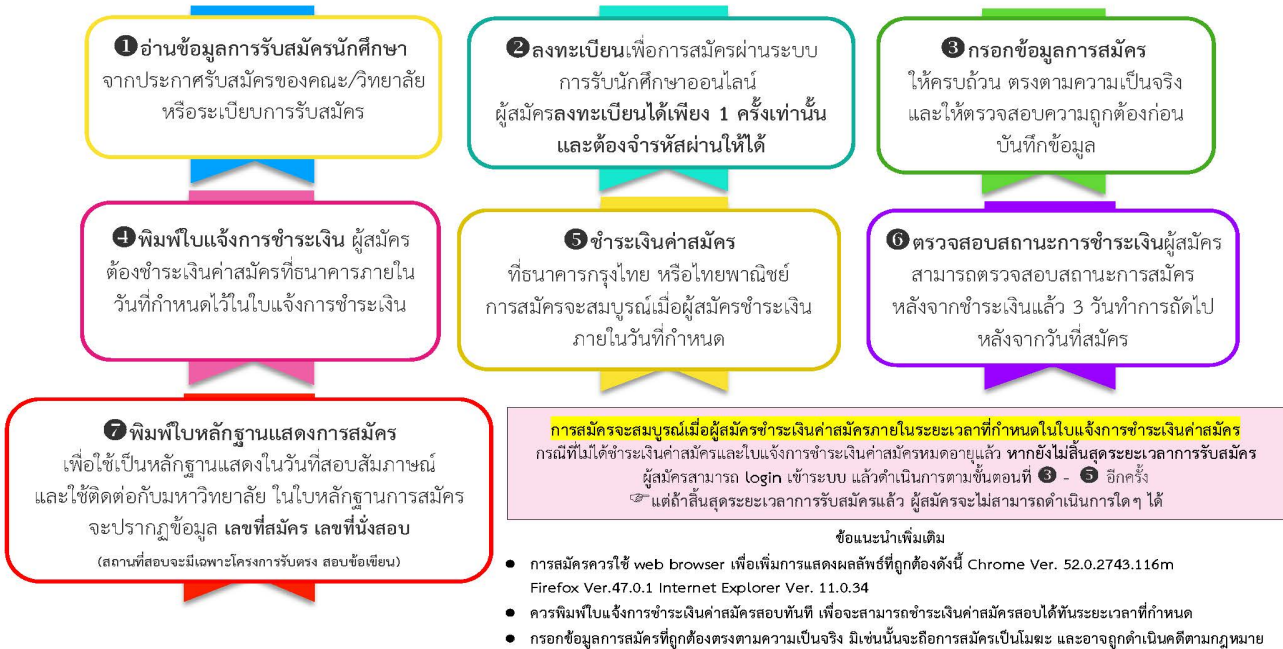 ❶อ่านข้อมูลการรับสมัครนักศึกษา
จากประกาศรับสมัครของคณะ/วิทยาลัย
หรือระเบียบการรับสมัคร
❷ลงทะเบียนเพื่อการสมัครผ่านระบบ
การรับนักศึกษาออนไลน์
ผู้สมัครลงทะเบียนได้เพียง 1 ครั้งเท่านั้น
และต้องจำรหัสผ่านให้ได้
❸กรอกข้อมูลการสมัคร
ให้ครบถ้วน ตรงตามความเป็นจริง
และให้ตรวจสอบความถูกต้องก่อน
บันทึกข้อมูล
❹พิมพ์ใบแจ้งการชำระเงิน ผู้สมัคร
ต้องชำระเงินค่าสมัครที่ธนาคารภายใน
วันที่กำหนดไว้ในใบแจ้งการชำระเงิน
❺ชำระเงินค่าสมัคร
ที่ธนาคารกรุงไทย หรือไทยพาณิชย์
การสมัครจะสมบูรณ์เมื่อผู้สมัครชำระเงิน
ภายในวันที่กำหนด
❻ตรวจสอบสถานะการชำระเงินผู้สมัคร
สามารถตรวจสอบสถานะการสมัคร
หลังจากชำระเงินแล้ว 3 วันทำการถัดไป
หลังจากวันที่สมัคร
❼พิมพ์ใบหลักฐานแสดงการสมัคร
เพื่อใช้เป็นหลักฐานแสดงในวันที่สอบสัมภาษณ์
และใช้ติดต่อกับมหาวิทยาลัย ในใบหลักฐานการสมัคร
จะปรากฏข้อมูล เลขที่สมัคร เลขที่นั่งสอบ
(สถานที่สอบจะมีเฉพาะโครงการรับตรง สอบข้อเขียน)
การสมัครจะสมบูรณ์เมื่อผู้สมัครชำระเงินค่าสมัครภายในระยะเวลาที่กำหนดในใบแจ้งการชำระเงินค่าสมัคร
กรณีที่ไม่ได้ชำระเงินค่าสมัครและใบแจ้งการชำระเงินค่าสมัครหมดอายุแล้ว หากยังไม่สิ้นสุดระยะเวลาการรับสมัคร
ผู้สมัครสามารถ login เข้าระบบ แล้วดำเนินการตามขั้นตอนที่ ❸ - ❺ อีกครั้ง
☞แต่ถ้าสิ้นสุดระยะเวลาการรับสมัครแล้ว ผู้สมัครจะไม่สามารถดำเนินการใดๆ ได้
ข้อแนะนำเพิ่มเติม
● การสมัครควรใช้ web browser เพื่อเพิ่มการแสดงผลลัพธ์ที่ถูกต้องดังนี้ Chrome Ver. 52.0.2743.116m
Firefox Ver.47.0.1 Internet Explorer Ver. 11.0.34
● ควรพิมพ์ใบแจ้งการชำระเงินค่าสมัครสอบทันที เพื่อจะสามารถชำระเงินค่าสมัครสอบได้ทันระยะเวลาที่กำหนด
● กรอกข้อมูลการสมัครที่ถูกต้องตรงตามความเป็นจริง มิเช่นนั้นจะถือการสมัครเป็นโมฆะ และอาจถูกดำเนินคดีตามกฎหมาย